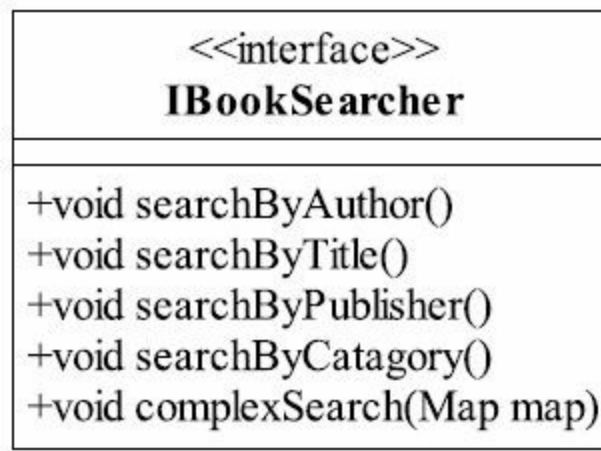 <<interface>>
IBookSearcher
+void searchByAuthor()
+void searchByTitle()
+void searchByPublisher()
+void searchByCatagory()
+void complexSearch(Map map)